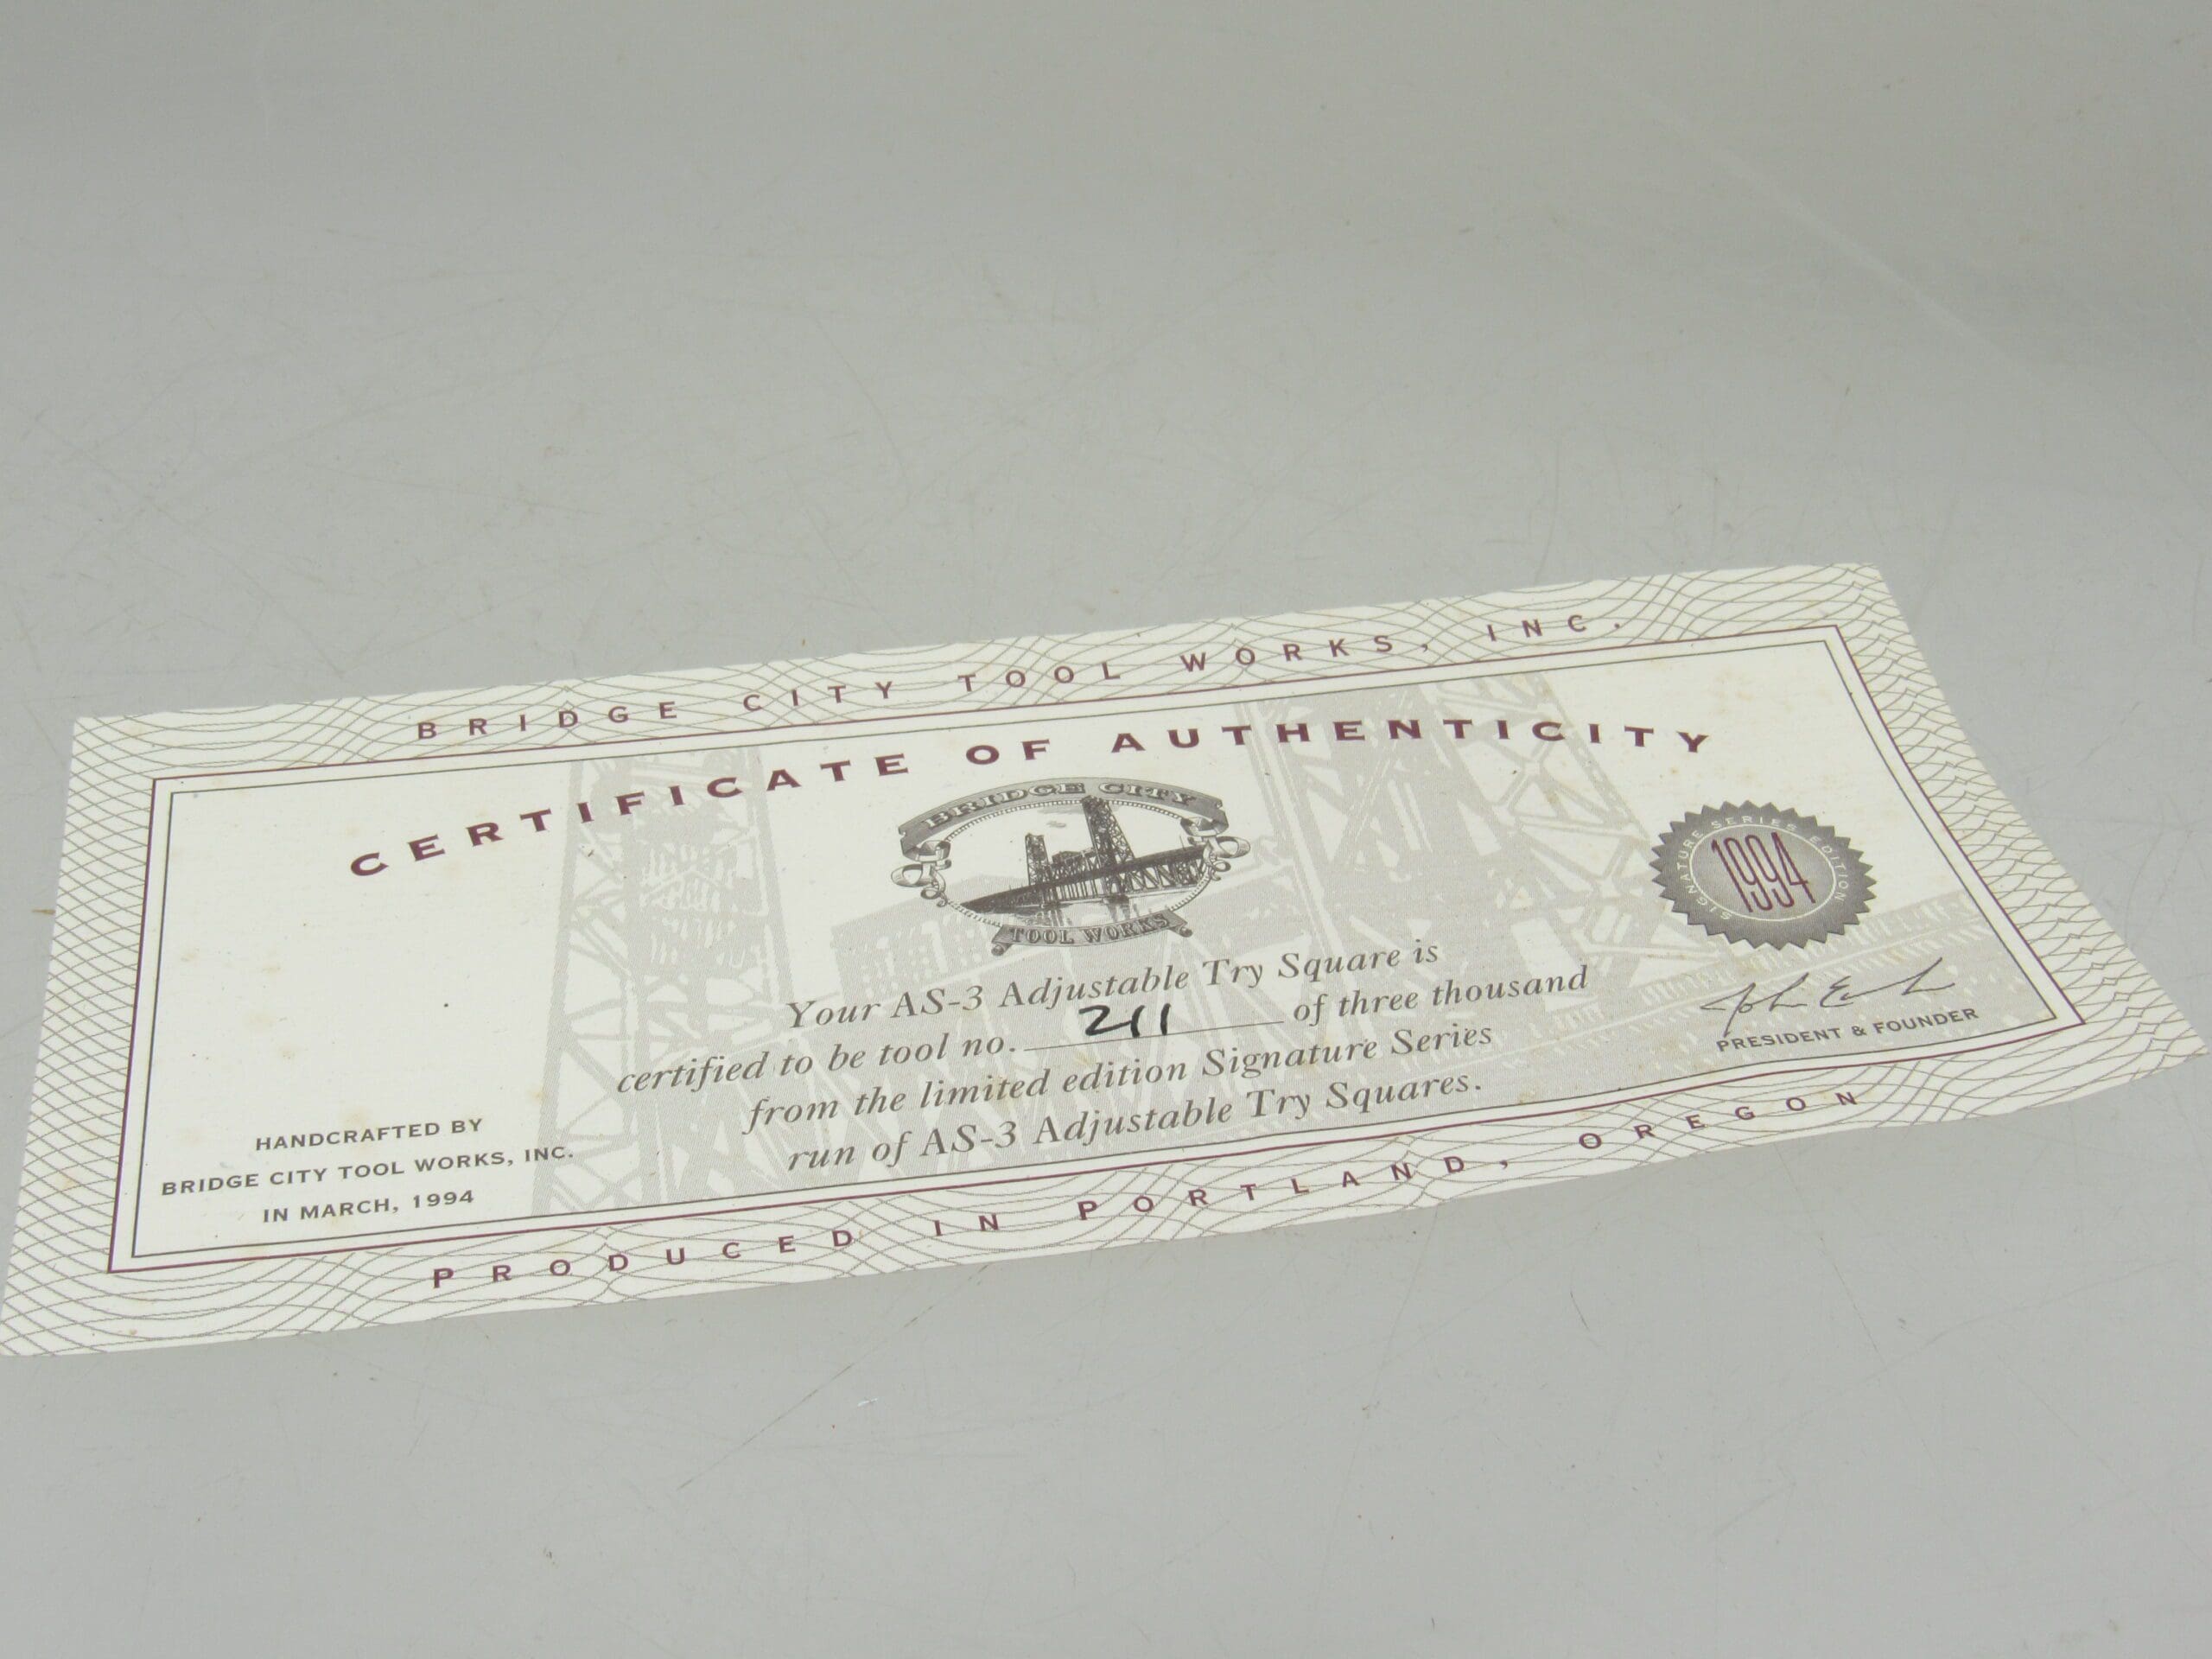 BRIDGE CITY TOOL WORKS, INC.
CERTIFICATE OF AUTHENTICITY
BRIDGE CITY
TOOL WORKS
SIGNATURE SERIES EDITION
1994
Your AS-3 Adjustable Try Square is
certified to be tool no. 211 of three thousand
from the limited edition Signature Series
run of AS-3 Adjustable Try Squares.
PRESIDENT & FOUNDER
HANDCRAFTED BY
BRIDGE CITY TOOL WORKS, INC.
IN MARCH, 1994
PRODUCED IN PORTLAND, OREGON